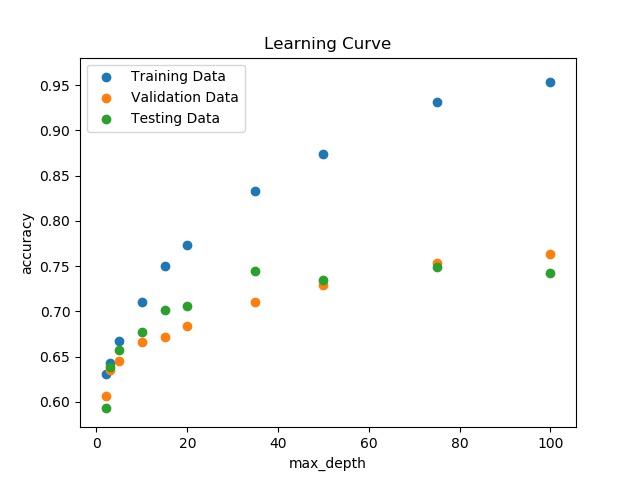 Learning Curve
Training Data
Validation Data
Testing Data
accuracy
0.95
0.90
0.85
0.80
0.75
0.70
0.65
0.60
0 20 40 60 80 100
max_depth